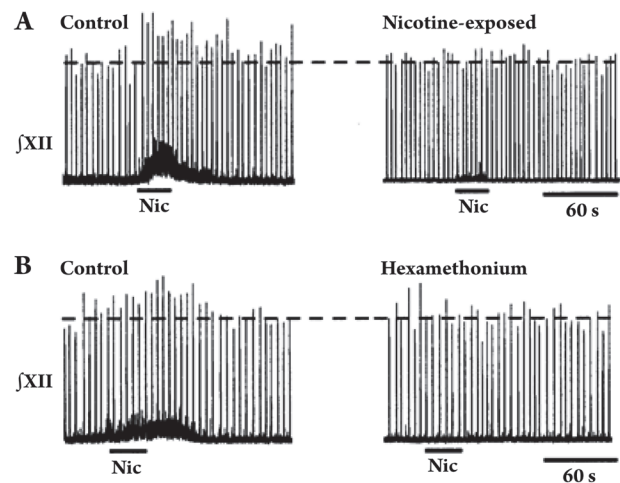 A
Control
Nicotine-exposed
∫XII
Nic
Nic
60 s
B
Control
Hexamethonium
∫XII
Nic
Nic
60 s